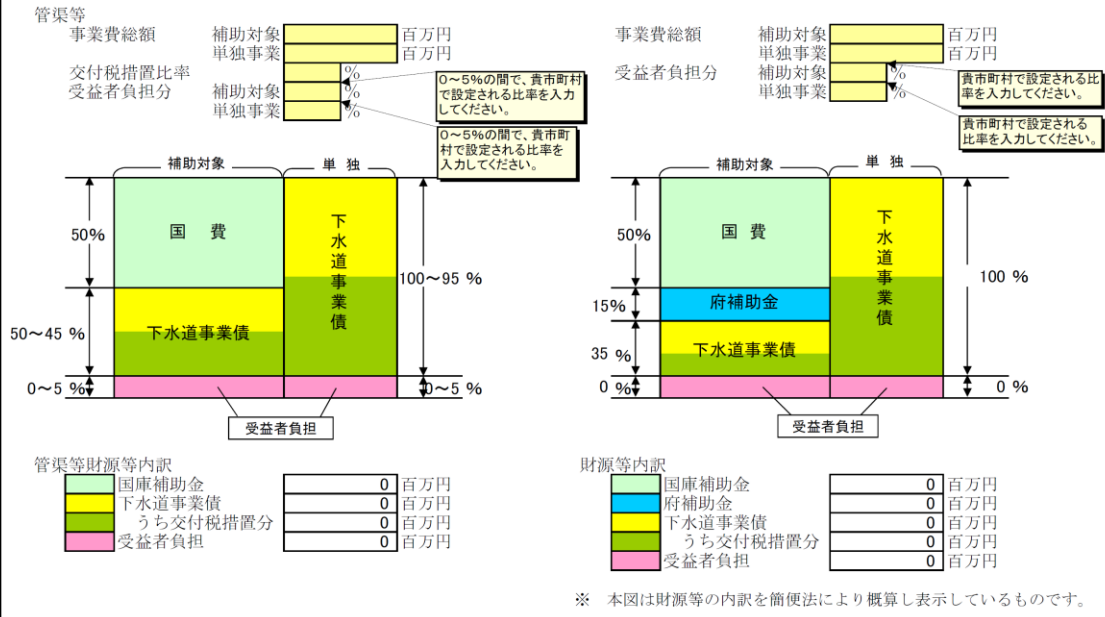 管渠等
事業費総額 補助対象 百万円
単独事業 百万円
交付税措置比率 %
受益者負担分 補助対象 %
単独事業 %
0～5%の間で、貴市町村
で設定される比率を入力
してください。
0～5%の間で、貴市町
村で設定される比率を
入力してください。
補助対象 単 独
50%
国 費
下水道事業債
100～95 %
50～45 %
下水道事業債
0～5 %
0～5 %
受益者負担
管渠等財源等内訳
国庫補助金 0 百万円
下水道事業債 0 百万円
うち交付税措置分 0 百万円
受益者負担 0 百万円
事業費総額 補助対象 百万円
単独事業 百万円
受益者負担分 補助対象 %
単独事業 %
貴市町村で設定される比
率を入力してください。
貴市町村で設定される
比率を入力してください。
補助対象 単 独
50%
国 費
下水道事業債
100 %
15%
府補助金
35 %
下水道事業債
0 %
0 %
受益者負担
財源等内訳
国庫補助金 0 百万円
府補助金 0 百万円
下水道事業債 0 百万円
うち交付税措置分 0 百万円
受益者負担 0 百万円
※ 本図は財源等の内訳を簡便法により概算し表示しているものです。